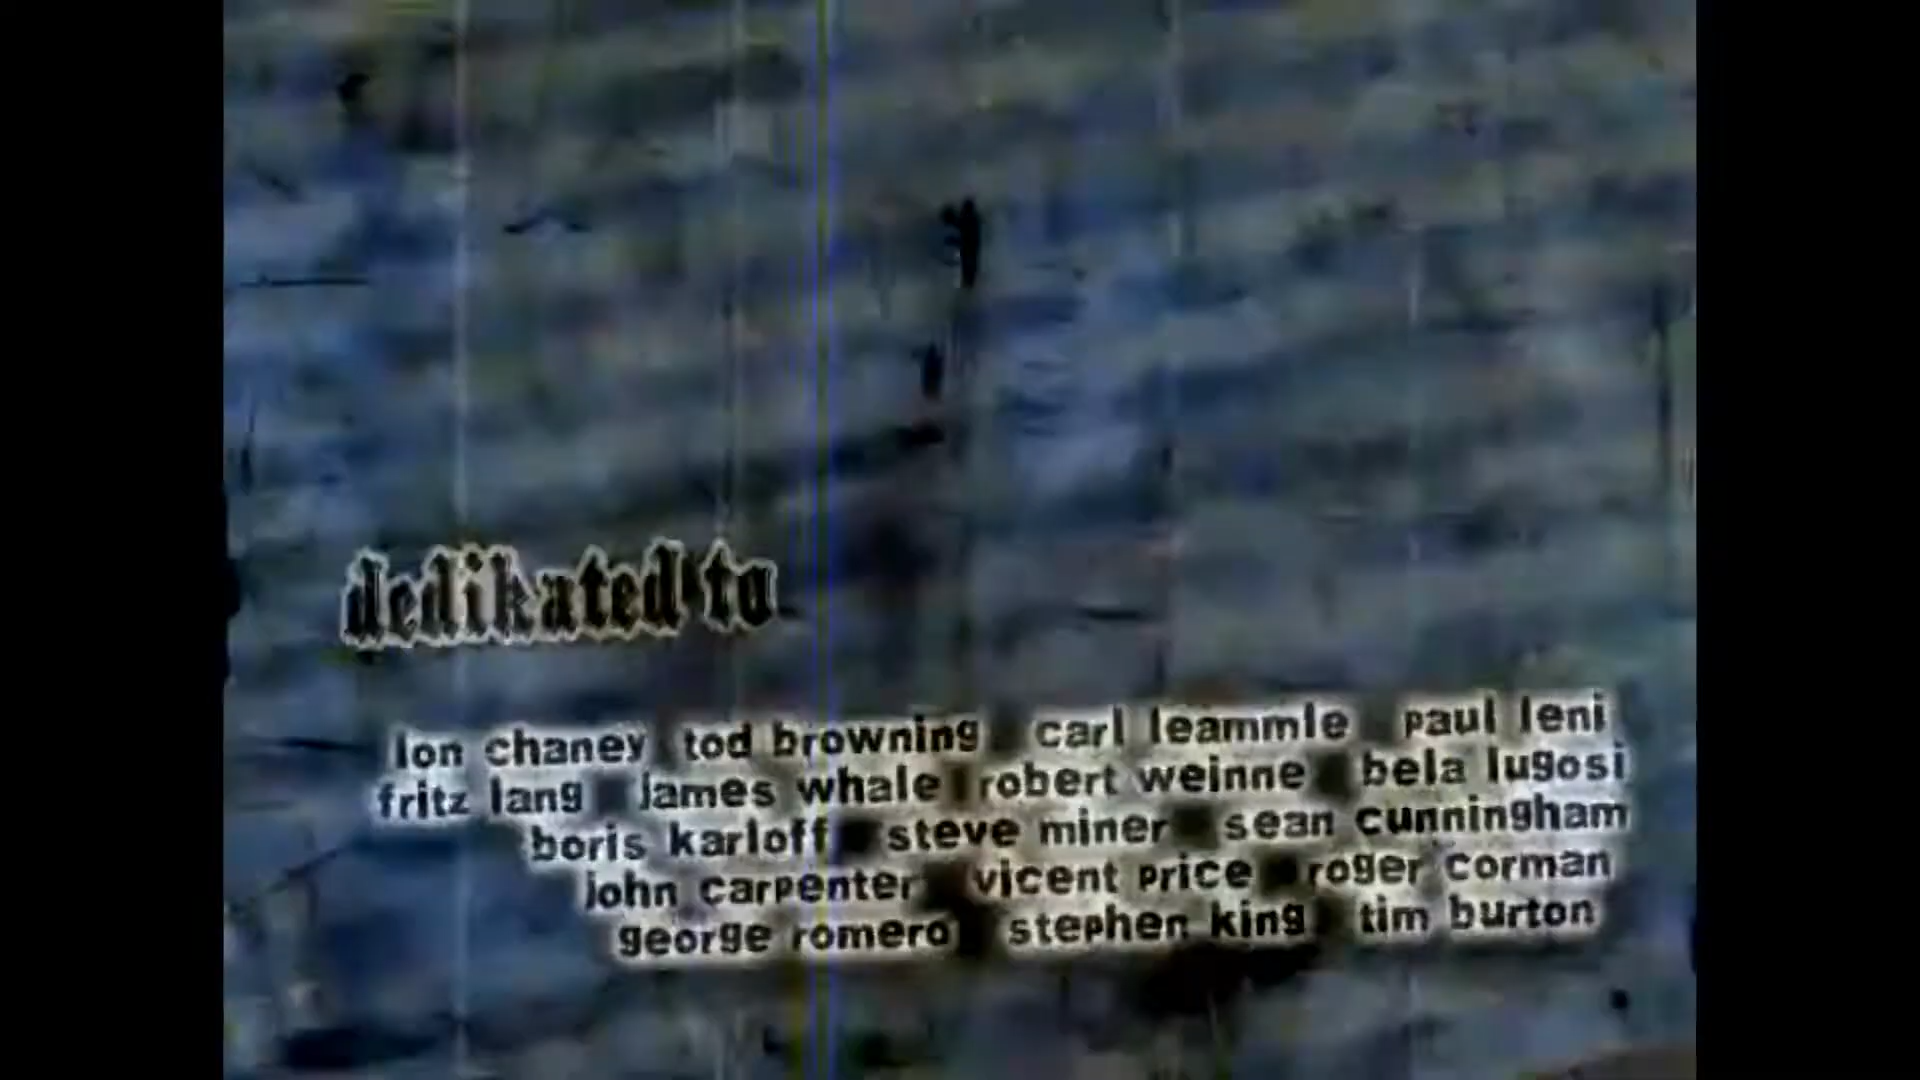 dedikated to
lon chaney tod browning carl leammle paul leni
fritz lang james whale robert weinne bela lugosi
boris karloff steve miner sean cunningham
john carpenter vicent price roger corman
george romero stephen king tim burton